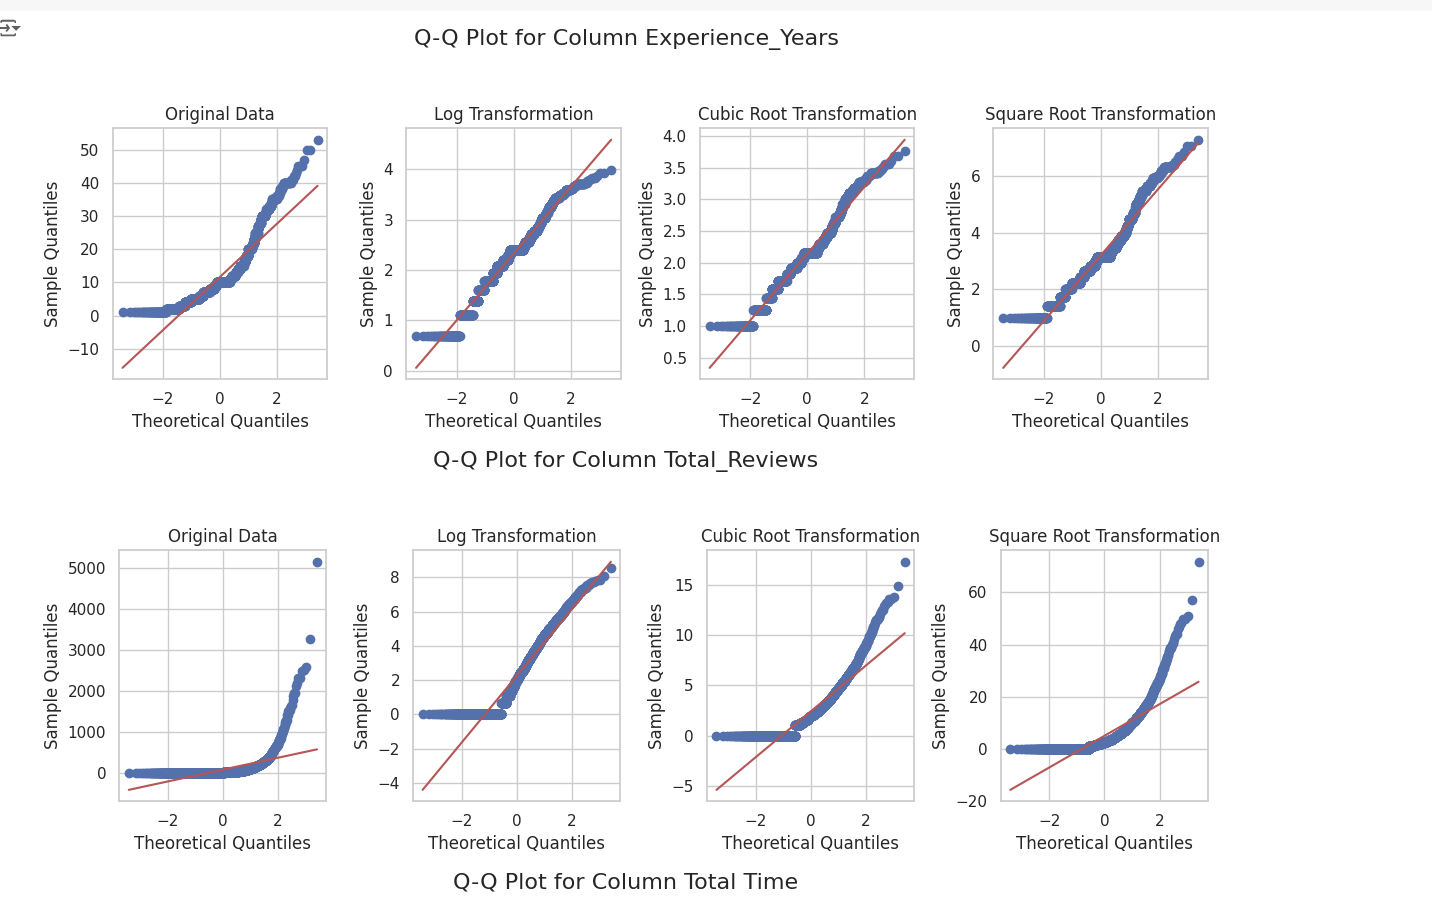 Q-Q Plot for Column Experience_Years
Original Data
Log Transformation
Cubic Root Transformation
Square Root Transformation
Sample Quantiles
50
40
30
20
10
0
−10
−2 0 2
Theoretical Quantiles
Sample Quantiles
4
3
2
1
0
−2 0 2
Theoretical Quantiles
Sample Quantiles
4.0
3.5
3.0
2.5
2.0
1.5
1.0
0.5
−2 0 2
Theoretical Quantiles
Sample Quantiles
6
4
2
0
−2 0 2
Theoretical Quantiles
Q-Q Plot for Column Total_Reviews
Original Data
Log Transformation
Cubic Root Transformation
Square Root Transformation
Sample Quantiles
5000
4000
3000
2000
1000
0
−2 0 2
Theoretical Quantiles
Sample Quantiles
8
6
4
2
0
−2
−4
−2 0 2
Theoretical Quantiles
Sample Quantiles
15
10
5
0
−5
−2 0 2
Theoretical Quantiles
Sample Quantiles
60
40
20
0
−20
−2 0 2
Theoretical Quantiles
Q-Q Plot for Column Total Time